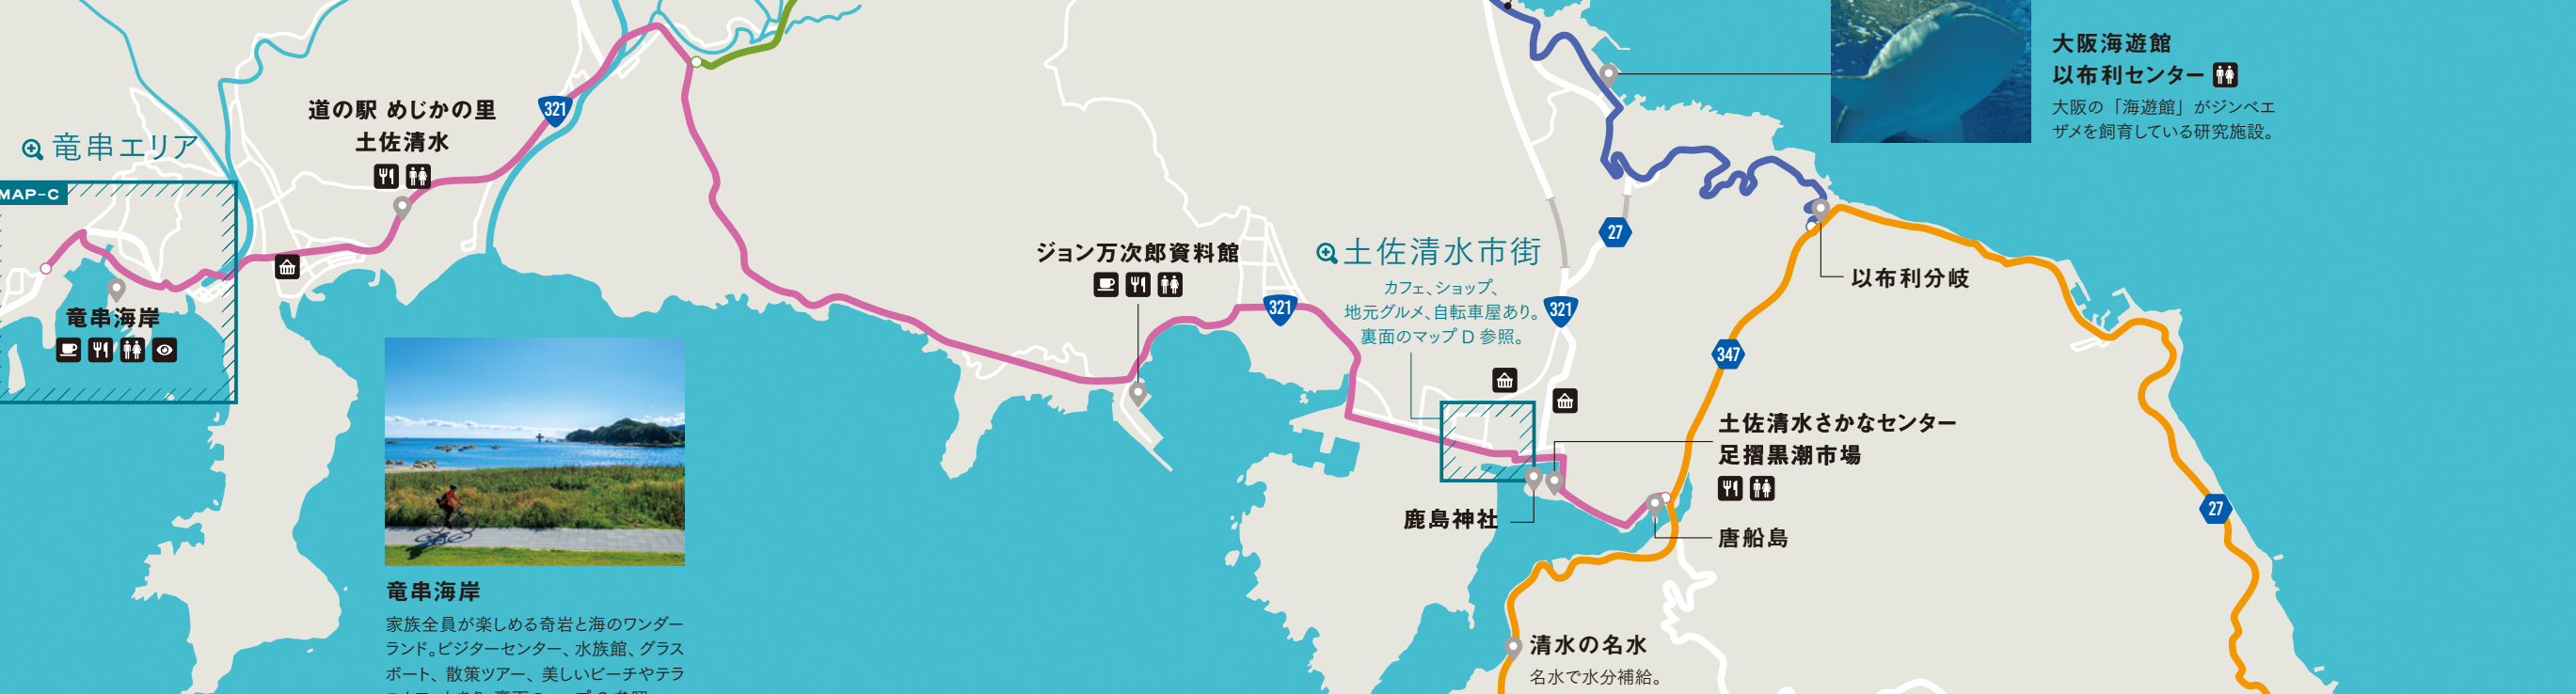 大阪海遊館
以布利センター
大阪の「海遊館」がジンベエ
ザメを飼育している研究施設。
道の駅 めじかの里
土佐清水
321
竜串エリア
MAP-C
竜串海岸
ジョン万次郎資料館
321
土佐清水市街
カフェ、ショップ、
地元グルメ、自転車屋あり。
裏面のマップ D 参照。
321
27
以布利分岐
347
土佐清水さかなセンター
足摺黒潮市場
鹿島神社
唐船島
27
竜串海岸
家族全員が楽しめる奇岩と海のワンダー
ランド。ビジターセンター、水族館、グラス
ボート、散策ツアー、美しいビーチやテラ
清水の名水
名水で水分補給。